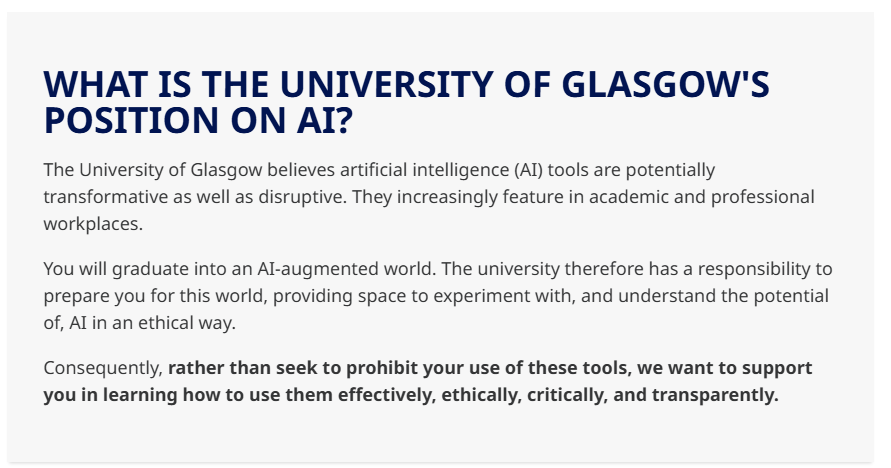 WHAT IS THE UNIVERSITY OF GLASGOW'S
POSITION ON AI?
The University of Glasgow believes artificial intelligence (AI) tools are potentially
transformative as well as disruptive. They increasingly feature in academic and professional
workplaces.
You will graduate into an AI-augmented world. The university therefore has a responsibility to
prepare you for this world, providing space to experiment with, and understand the potential
of, AI in an ethical way.
Consequently, rather than seek to prohibit your use of these tools, we want to support
you in learning how to use them effectively, ethically, critically, and transparently.